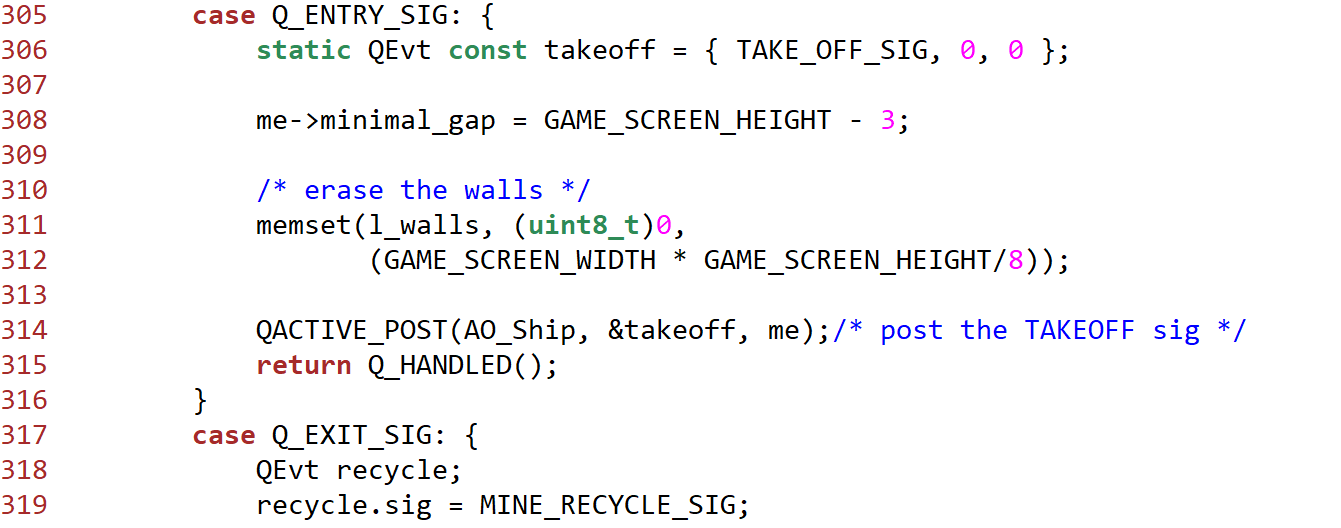 305         case Q_ENTRY_SIG: {
306             static QEvt const takeoff = { TAKE_OFF_SIG, 0, 0 };
307
308             me->minimal_gap = GAME_SCREEN_HEIGHT - 3;
309
310             /* erase the walls */
311             memset(l_walls, (uint8_t)0,
312                    (GAME_SCREEN_WIDTH * GAME_SCREEN_HEIGHT/8));
313
314             QACTIVE_POST(AO_Ship, &takeoff, me);/* post the TAKEOFF sig */
315             return Q_HANDLED();
316         }
317         case Q_EXIT_SIG: {
318             QEvt recycle;
319             recycle.sig = MINE_RECYCLE_SIG;